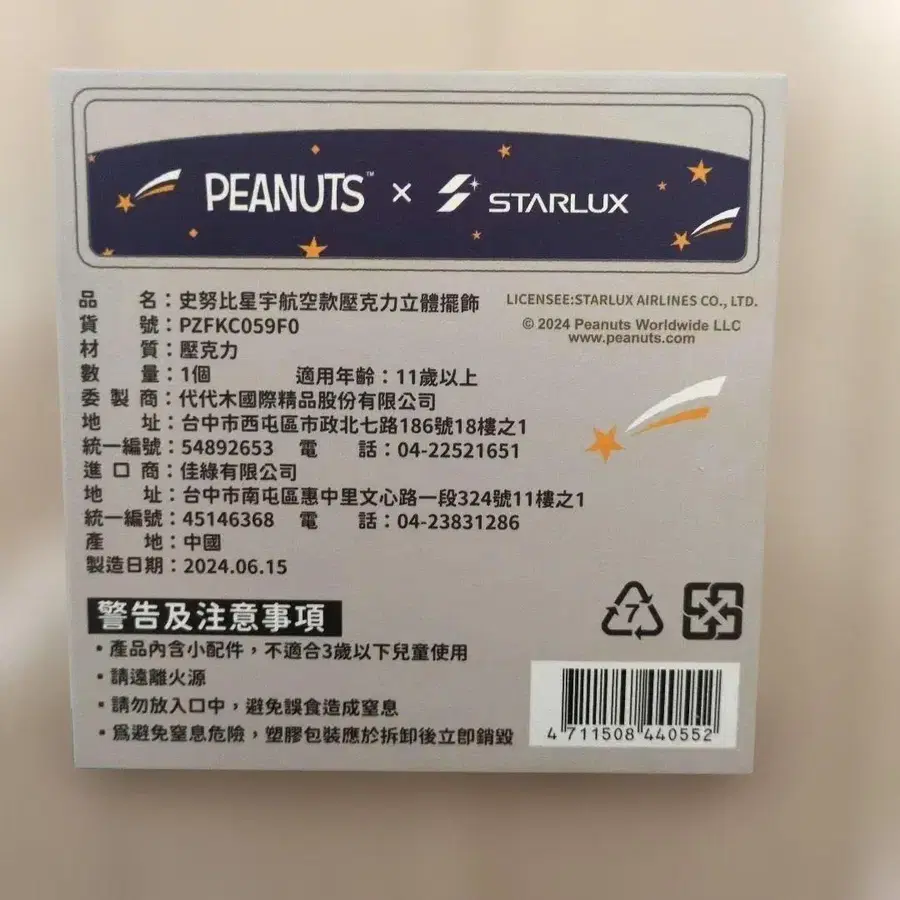 PEANUTS™ × STARLUX
品名：史努比星宇航空款壓克力立體擺飾
貨號：PZFKC059F0
材質：壓克力
數量：1個 適用年齡：11歲以上
委製商：代代木國際精品股份有限公司
地址：台中市西屯區市政北七路186號18樓之1
統一編號：54892653 電話：04-22521651
進口商：佳綠有限公司
地址：台中市南屯區惠中里文心路一段324號11樓之1
統一編號：45146368 電話：04-23831286
產地：中國
製造日期：2024.06.15
LICENSEE:STARLUX AIRLINES CO., LTD.
© 2024 Peanuts Worldwide LLC
www.peanuts.com
警告及注意事項
•產品內含小配件，不適合3歲以下兒童使用
•請遠離火源
•請勿放入口中，避免誤食造成窒息
•爲避免窒息危險，塑膠包裝應於拆卸後立即銷毀
7
4 711508 440552